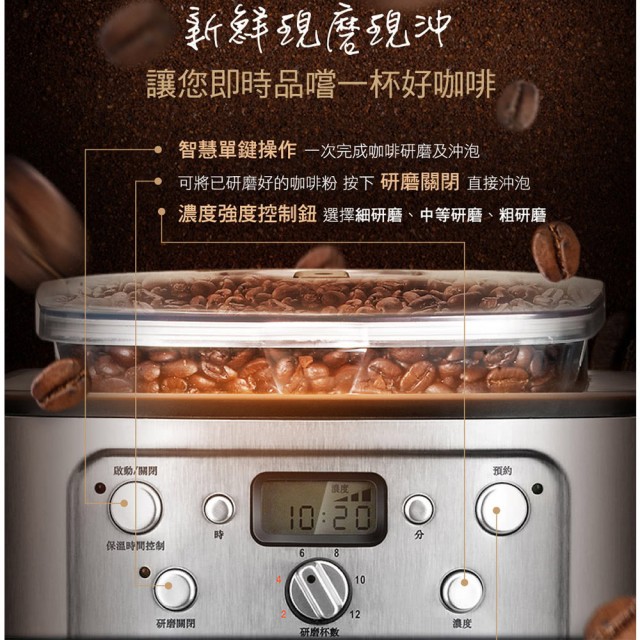 新鮮現磨現沖
讓您即時品嚐一杯好咖啡
智慧單鍵操作 一次完成咖啡研磨及沖泡
可將已研磨好的咖啡粉 按下 研磨關閉 直接沖泡
濃度強度控制鈕 選擇細研磨、中等研磨、粗研磨
啟動/關閉
預約
濃度
10:20
時
分
保溫時間控制
6 8
4 10
2 12
研磨關閉
研磨杯數
濃度